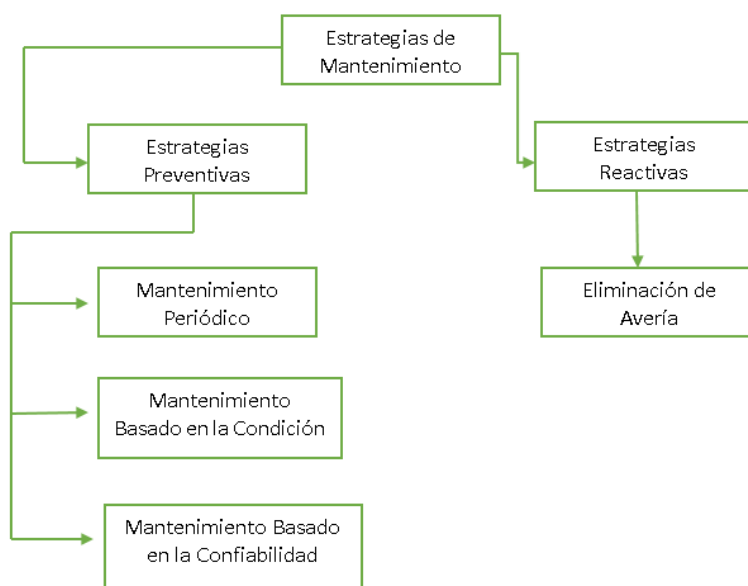 Estrategias de
Mantenimiento
Estrategias
Preventivas
Estrategias
Reactivas
Mantenimiento
Periódico
Eliminación de
Avería
Mantenimiento
Basado en la Condición
Mantenimiento Basado
en la Confiabilidad